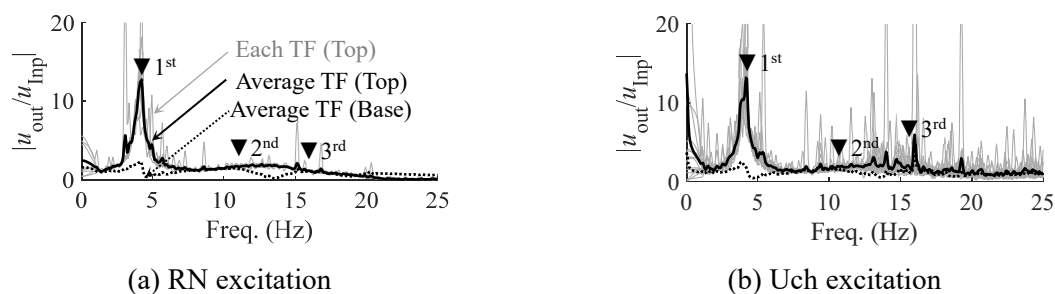 20
|u_out/u_Inp|
10
0
1st
Each TF (Top)
Average TF (Top)
Average TF (Base)
2nd
3rd
0 5 10 15 20 25
Freq. (Hz)
(a) RN excitation
20
|u_out/u_Inp|
10
0
1st
2nd
3rd
0 5 10 15 20 25
Freq. (Hz)
(b) Uch excitation